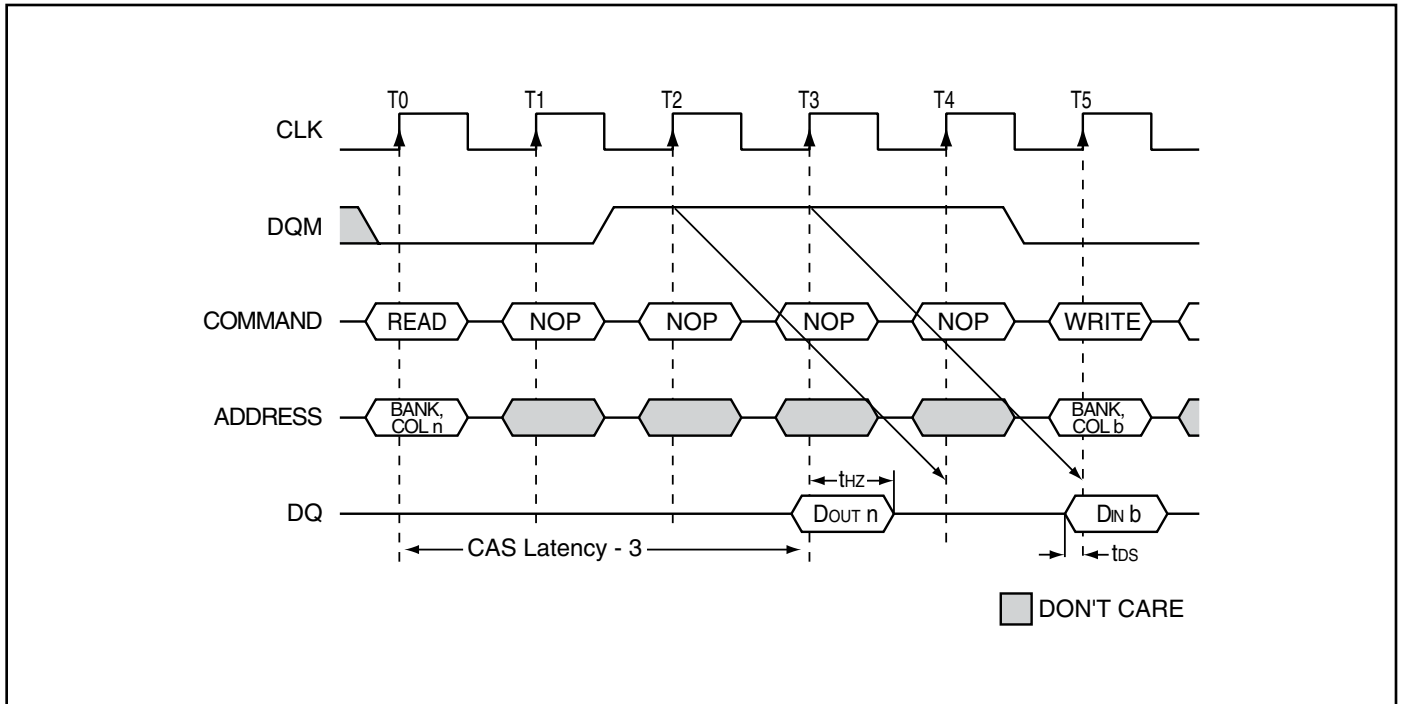 T0 T1 T2 T3 T4 T5
CLK
DQM
COMMAND READ NOP NOP NOP NOP WRITE
ADDRESS BANK, COL n BANK, COL b
tHZ
DQ DOUT n DIN b
CAS Latency - 3 tDS
DON'T CARE